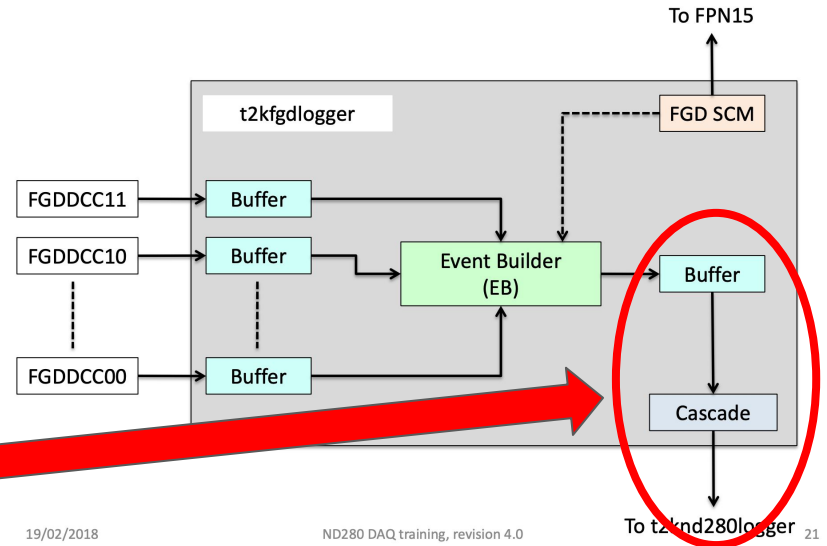 To FPN15
t2kfgdlogger
FGD SCM
FGDDCC11
Buffer
FGDDCC10
Buffer
Event Builder
(EB)
Buffer
FGDDCC00
Buffer
Cascade
To t2knd280logger
19/02/2018
ND280 DAQ training, revision 4.0
21